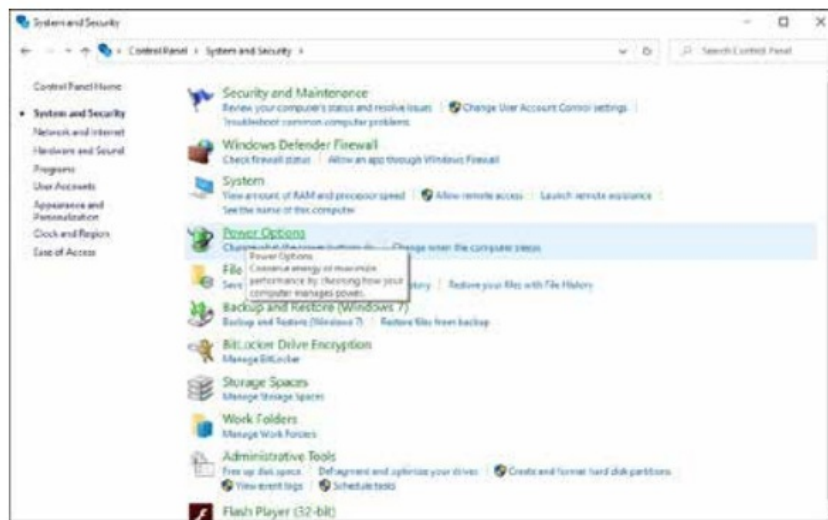 System and Security
Control Panel > System and Security >
Search Control Panel
Control Panel Home
System and Security
Network and Internet
Hardware and Sound
Programs
User Accounts
Appearance and
Personalization
Clock and Region
Ease of Access
Security and Maintenance
Review your computer's status and resolve issues | Change User Account Control settings |
Troubleshoot common computer problems
Windows Defender Firewall
Check firewall status | Allow an app through Windows Firewall
System
View amount of RAM and processor speed | Allow remote access | Launch remote assistance |
See the name of this computer
Power Options
Change what the power buttons do | Change when the computer sleeps
Power Options
Conserve energy or maximize
performance by choosing how your
computer manages power.
File
Save
Restore your files with File History
Backup and Restore (Windows 7)
Backup and Restore (Windows 7) | Restore files from backup
BitLocker Drive Encryption
Manage BitLocker
Storage Spaces
Manage Storage Spaces
Work Folders
Manage Work Folders
Administrative Tools
Free up disk space | Defragment and optimize your drives | Create and format hard disk partitions
View event logs | Schedule tasks
Flash Player (32-bit)